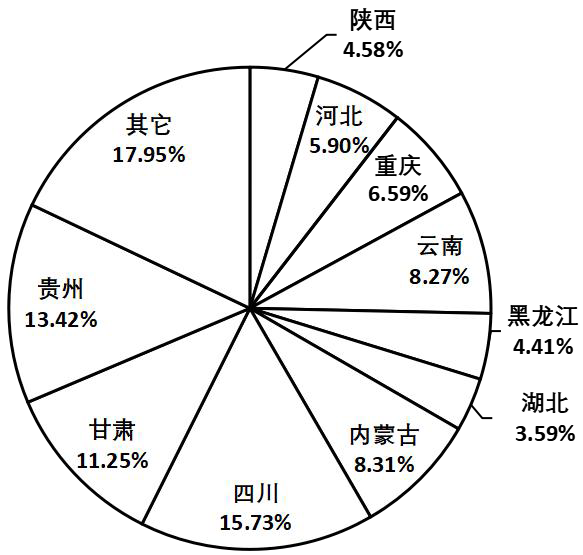 陕西
4.58%
河北
5.90%
重庆
6.59%
云南
8.27%
黑龙江
4.41%
湖北
3.59%
内蒙古
8.31%
四川
15.73%
甘肃
11.25%
贵州
13.42%
其它
17.95%